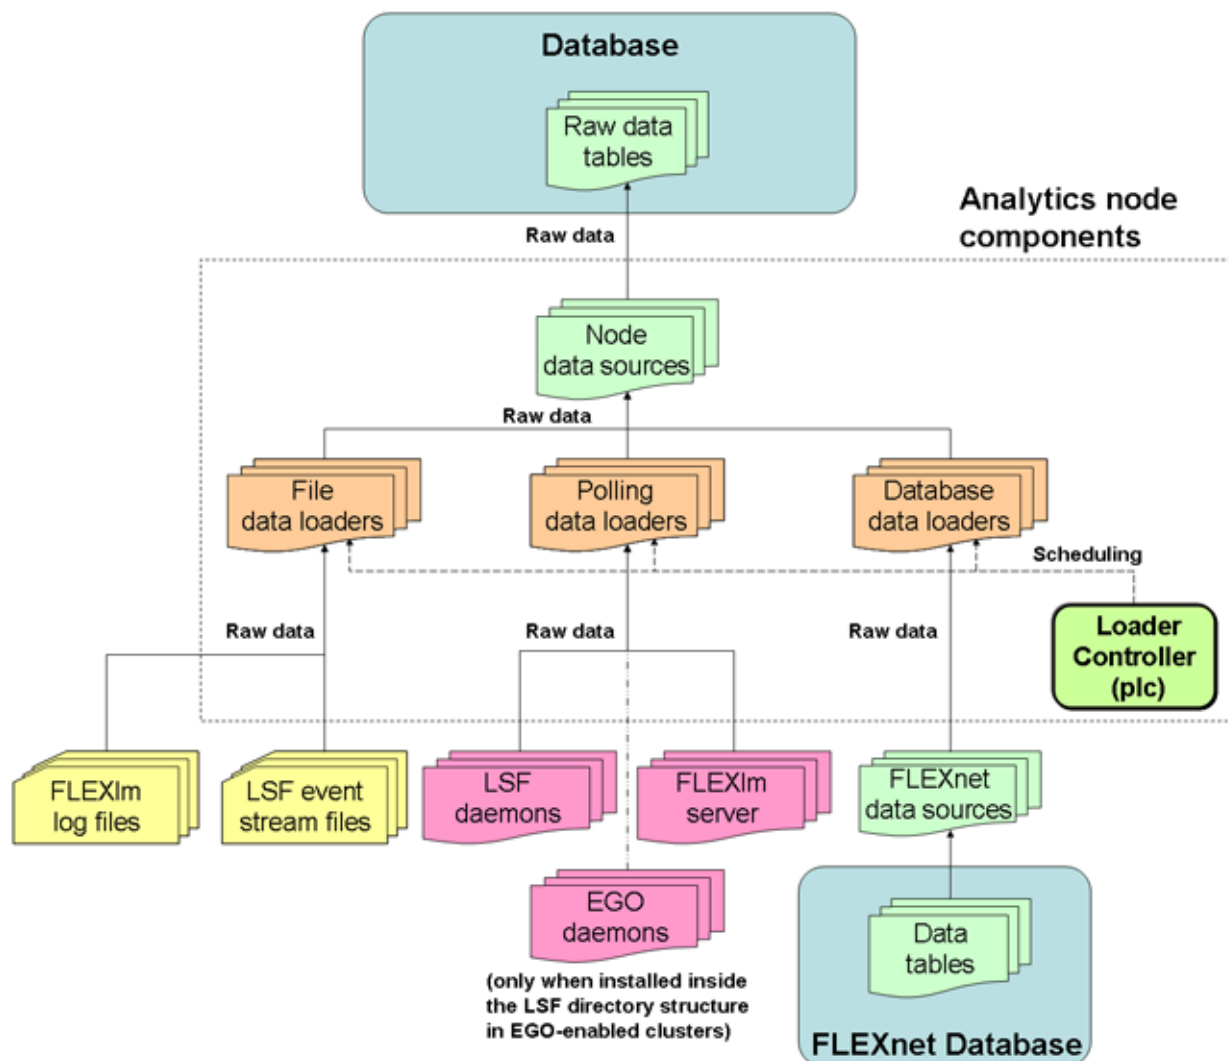 Database
Raw data
tables
Analytics node
components
Raw data
Node
data sources
Raw data
File
data loaders
Polling
data loaders
Database
data loaders
Scheduling
Loader
Controller
(plc)
Raw data
Raw data
Raw data
FLEXlm
log files
LSF event
stream files
LSF
daemons
FLEXlm
server
FLEXnet
data sources
EGO
daemons
(only when installed inside
the LSF directory structure
in EGO-enabled clusters)
Data
tables
FLEXnet Database